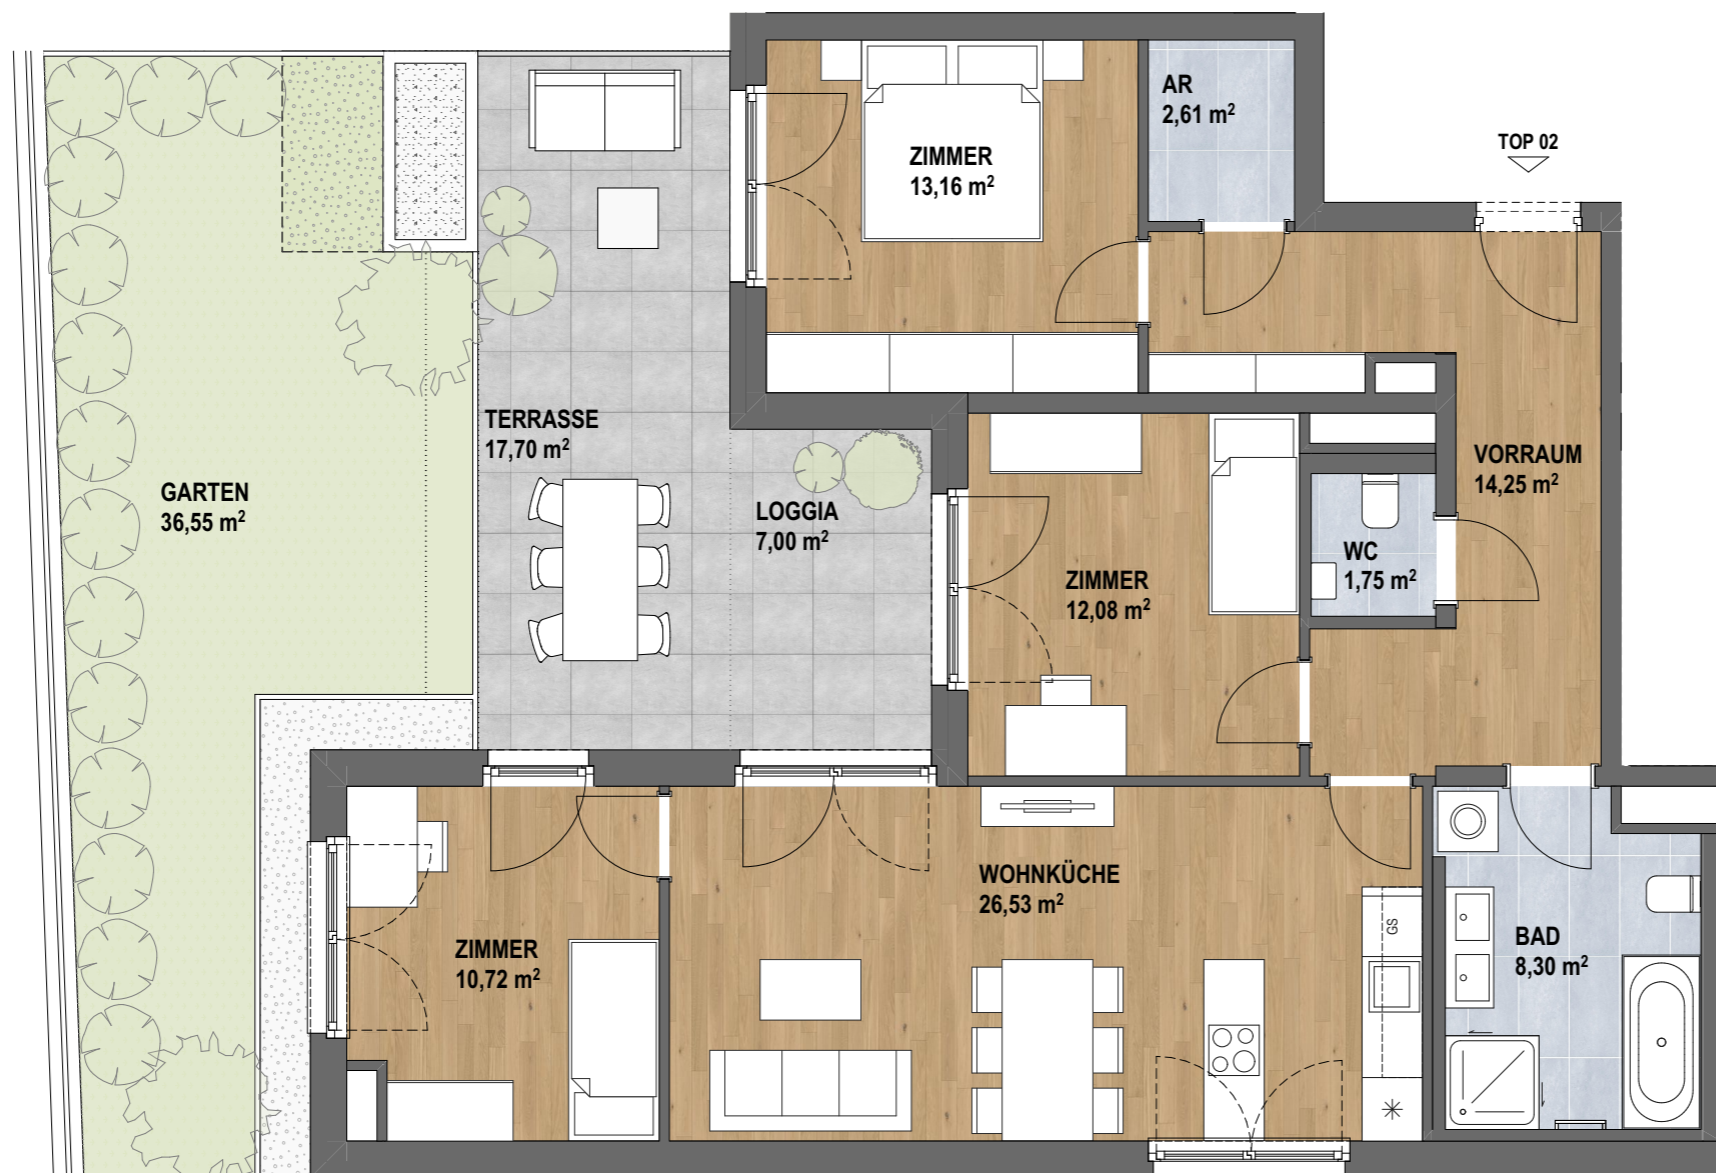 AR
2,61 m²
TOP 02
ZIMMER
13,16 m²
TERRASSE
17,70 m²
VORRAUM
14,25 m²
GARTEN
36,55 m²
LOGGIA
7,00 m²
WC
1,75 m²
ZIMMER
12,08 m²
WOHNKÜCHE
26,53 m²
GS
ZIMMER
10,72 m²
BAD
8,30 m²